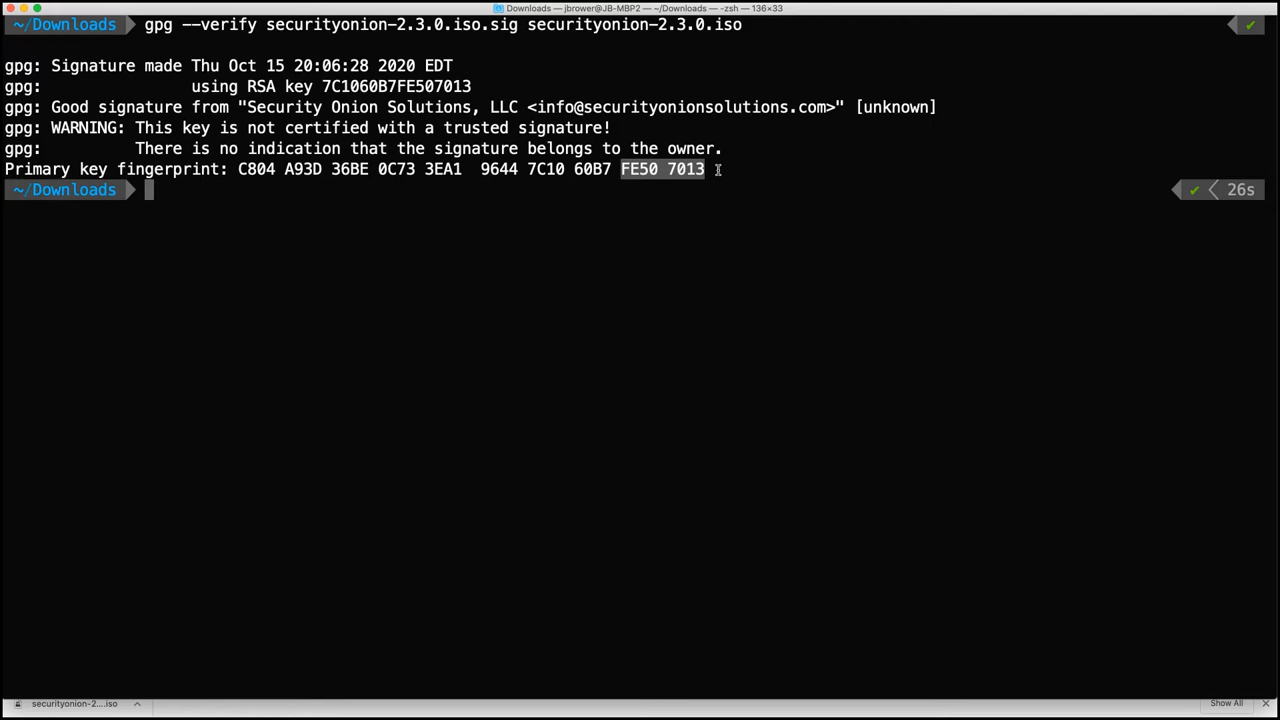 Downloads — jbrower@JB-MBP2 — ~/Downloads — -zsh — 136×33
~/Downloads gpg --verify securityonion-2.3.0.iso.sig securityonion-2.3.0.iso ✔
gpg: Signature made Thu Oct 15 20:06:28 2020 EDT
gpg:                using RSA key 7C1060B7FE507013
gpg: Good signature from "Security Onion Solutions, LLC <info@securityonionsolutions.com>" [unknown]
gpg: WARNING: This key is not certified with a trusted signature!
gpg:          There is no indication that the signature belongs to the owner.
Primary key fingerprint: C804 A93D 36BE 0C73 3EA1  9644 7C10 60B7 FE50 7013
~/Downloads ✔ 26s
securityonion-2....iso Show All